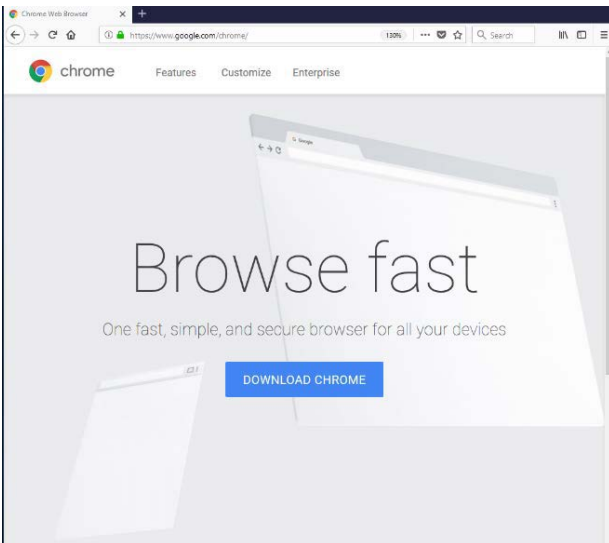 Chrome Web Browser
https://www.google.com/chrome/
130%
Search
chrome
Features
Customize
Enterprise
Google
Browse fast
One fast, simple, and secure browser for all your devices
DOWNLOAD CHROME